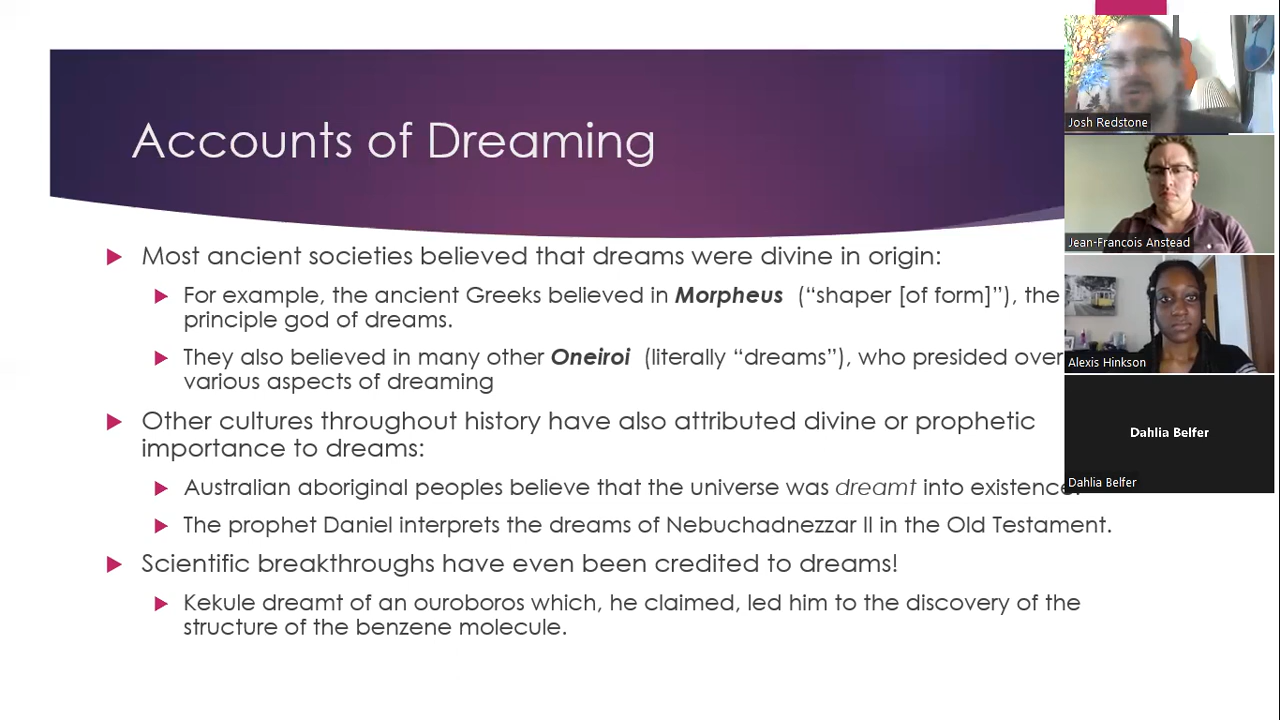 Accounts of Dreaming
Most ancient societies believed that dreams were divine in origin:
For example, the ancient Greeks believed in Morpheus (“shaper [of form]”), the
principle god of dreams.
They also believed in many other Oneiroi (literally “dreams”), who presided over
various aspects of dreaming
Other cultures throughout history have also attributed divine or prophetic
importance to dreams:
Australian aboriginal peoples believe that the universe was dreamt into existence.
The prophet Daniel interprets the dreams of Nebuchadnezzar II in the Old Testament.
Scientific breakthroughs have even been credited to dreams!
Kekule dreamt of an ouroboros which, he claimed, led him to the discovery of the
structure of the benzene molecule.
Josh Redstone
Jean-Francois Anstead
Alexis Hinkson
Dahlia Belfer
Dahlia Belfer